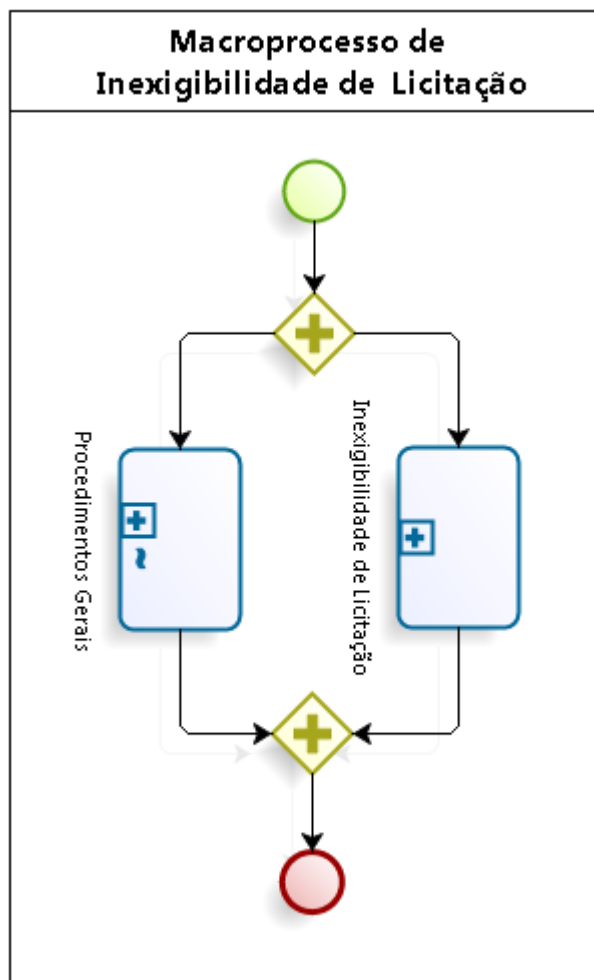 Macroprocesso de
Inexigibilidade de Licitação
Procedimentos Gerais
Inexigibilidade de Licitação